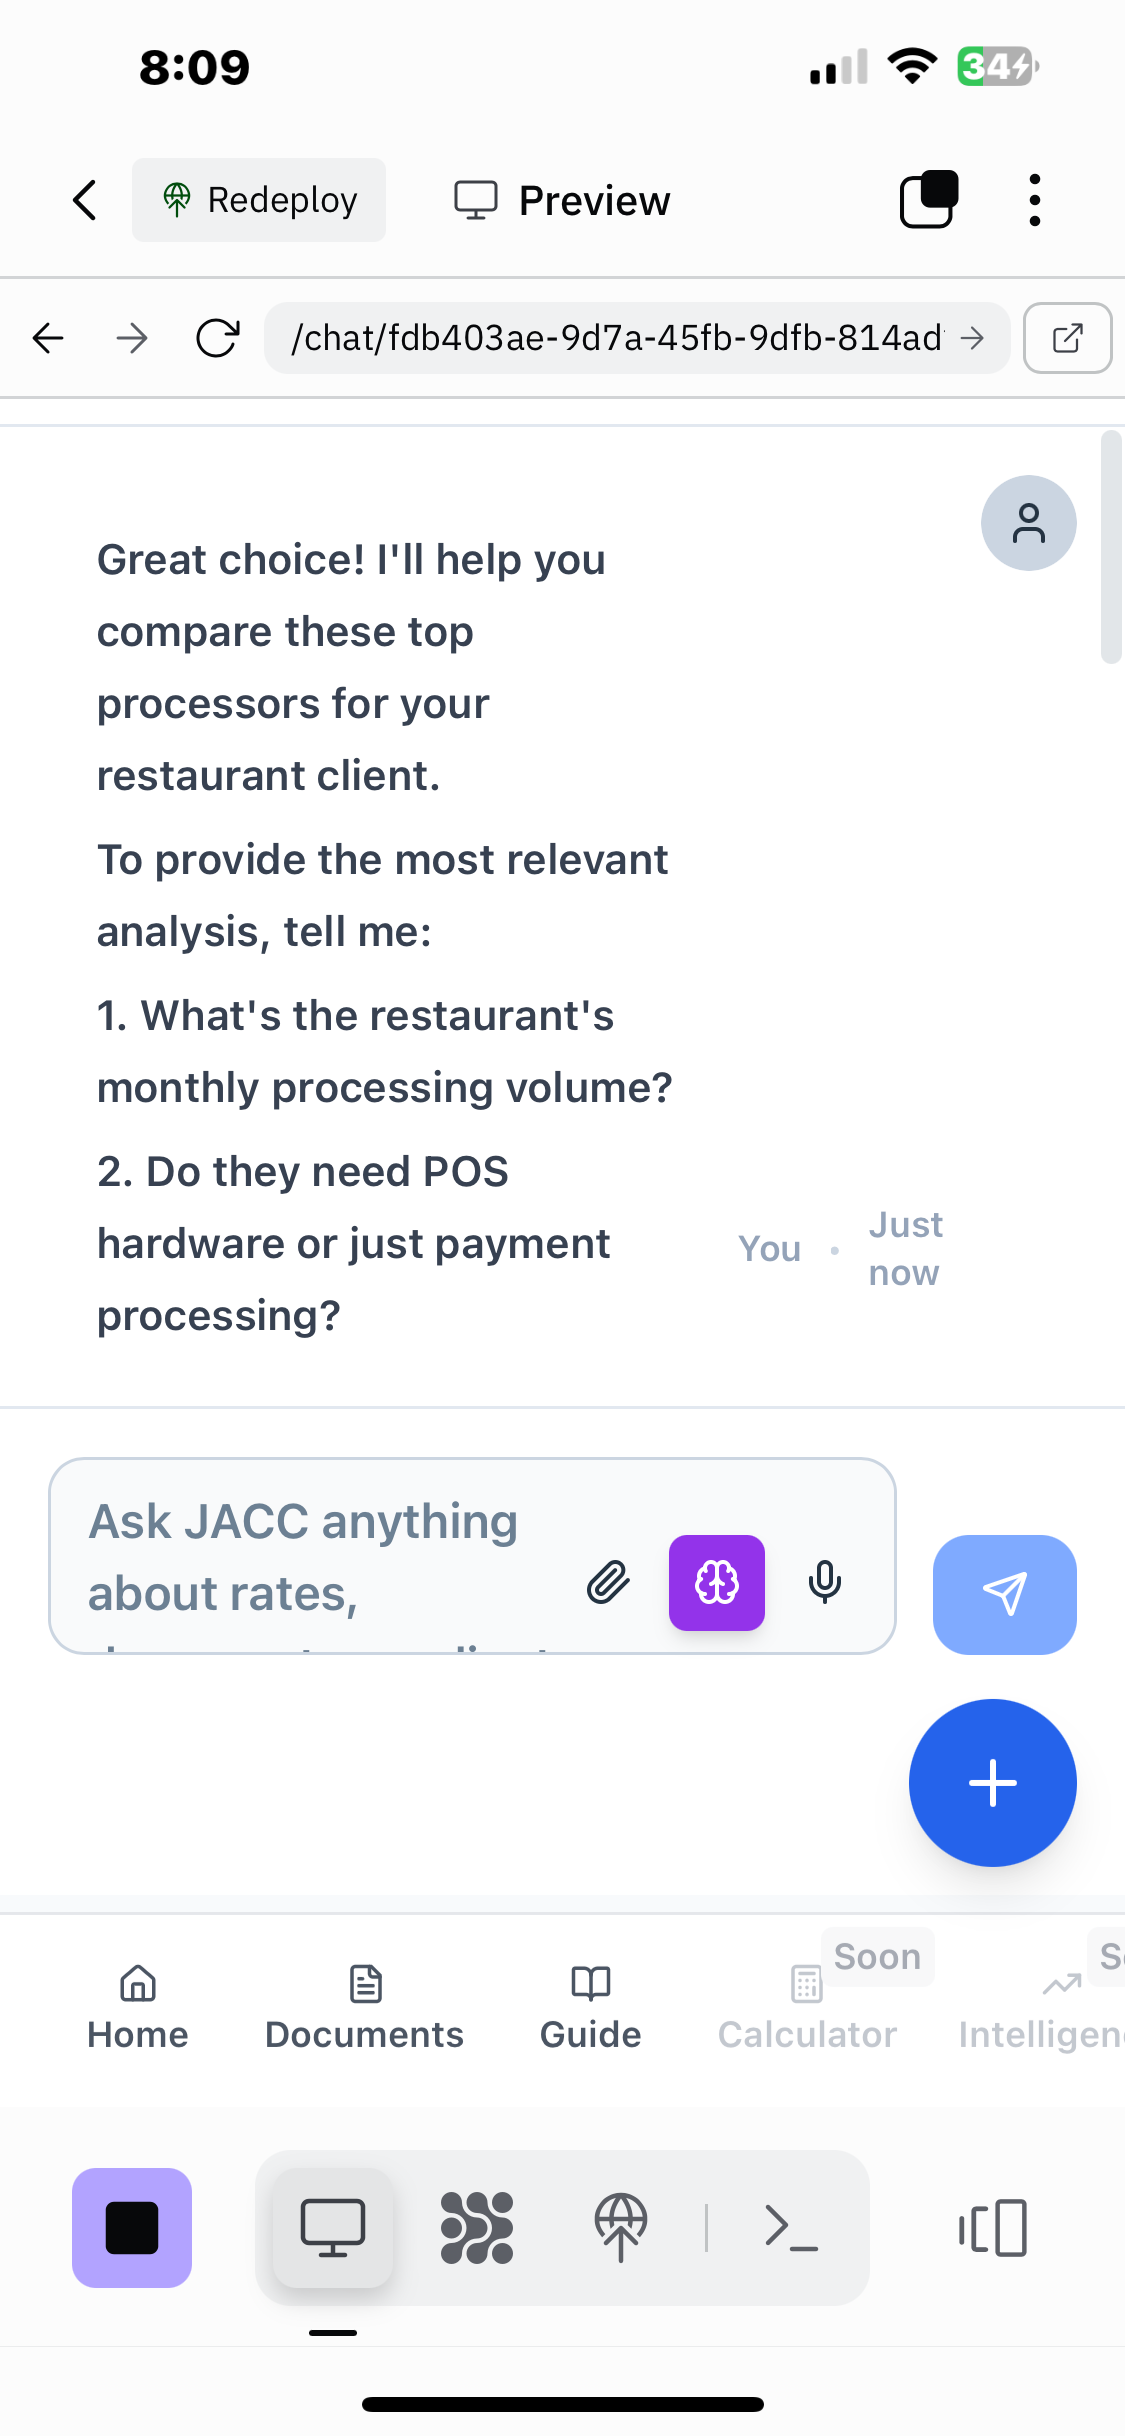 8:09
34
Redeploy
Preview
/chat/fdb403ae-9d7a-45fb-9dfb-814ad
Great choice! I'll help you
compare these top
processors for your
restaurant client.
To provide the most relevant
analysis, tell me:
1. What's the restaurant's
monthly processing volume?
2. Do they need POS
hardware or just payment
processing?
You • Just
now
Ask JACC anything
about rates,
Soon
Home
Documents
Guide
Calculator